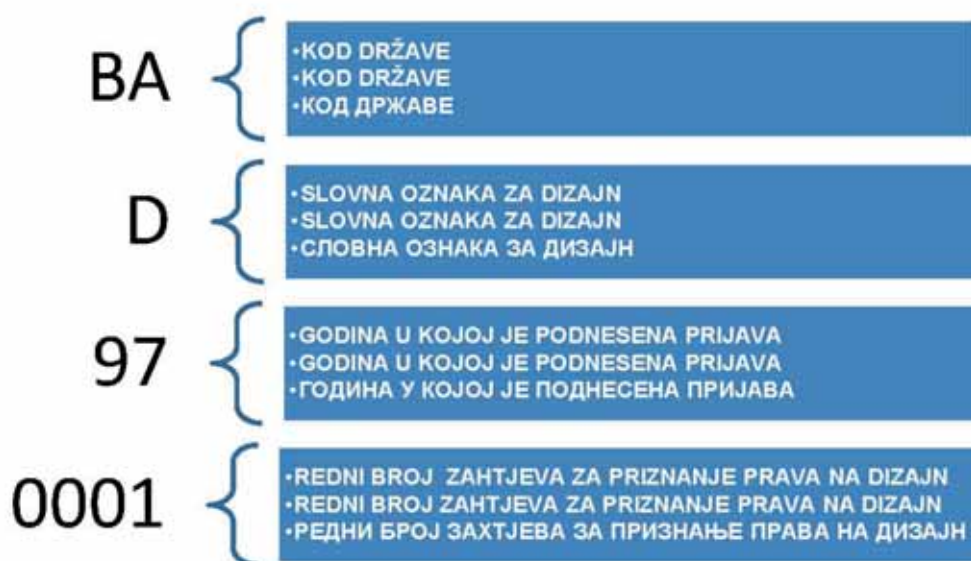 BA
•KOD DRŽAVE
•KOD DRŽAVE
•КОД ДРЖАВЕ
D
•SLOVNA OZNAKA ZA DIZAJN
•SLOVNA OZNAKA ZA DIZAJN
•СЛОВНА ОЗНАКА ЗА ДИЗАЈН
97
•GODINA U KOJOJ JE PODNESENA PRIJAVA
•GODINA U KOJOJ JE PODNESENA PRIJAVA
•ГОДИНА У КОЈОЈ ЈЕ ПОДНЕСЕНА ПРИЈАВА
0001
•REDNI BROJ ZAHTJEVA ZA PRIZNANJE PRAVA NA DIZAJN
•REDNI BROJ ZAHTJEVA ZA PRIZNANJE PRAVA NA DIZAJN
•РЕДНИ БРОЈ ЗАХТЈЕВА ЗА ПРИЗНАЊЕ ПРАВА НА ДИЗАЈН